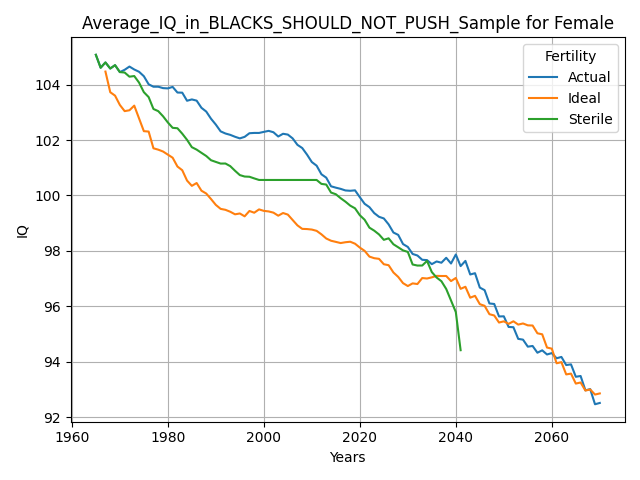 Average_IQ_in_BLACKS_SHOULD_NOT_PUSH_Sample for Female
Fertility
Actual
Ideal
Sterile
IQ
104
102
100
98
96
94
92
1960
1980
2000
2020
2040
2060
Years